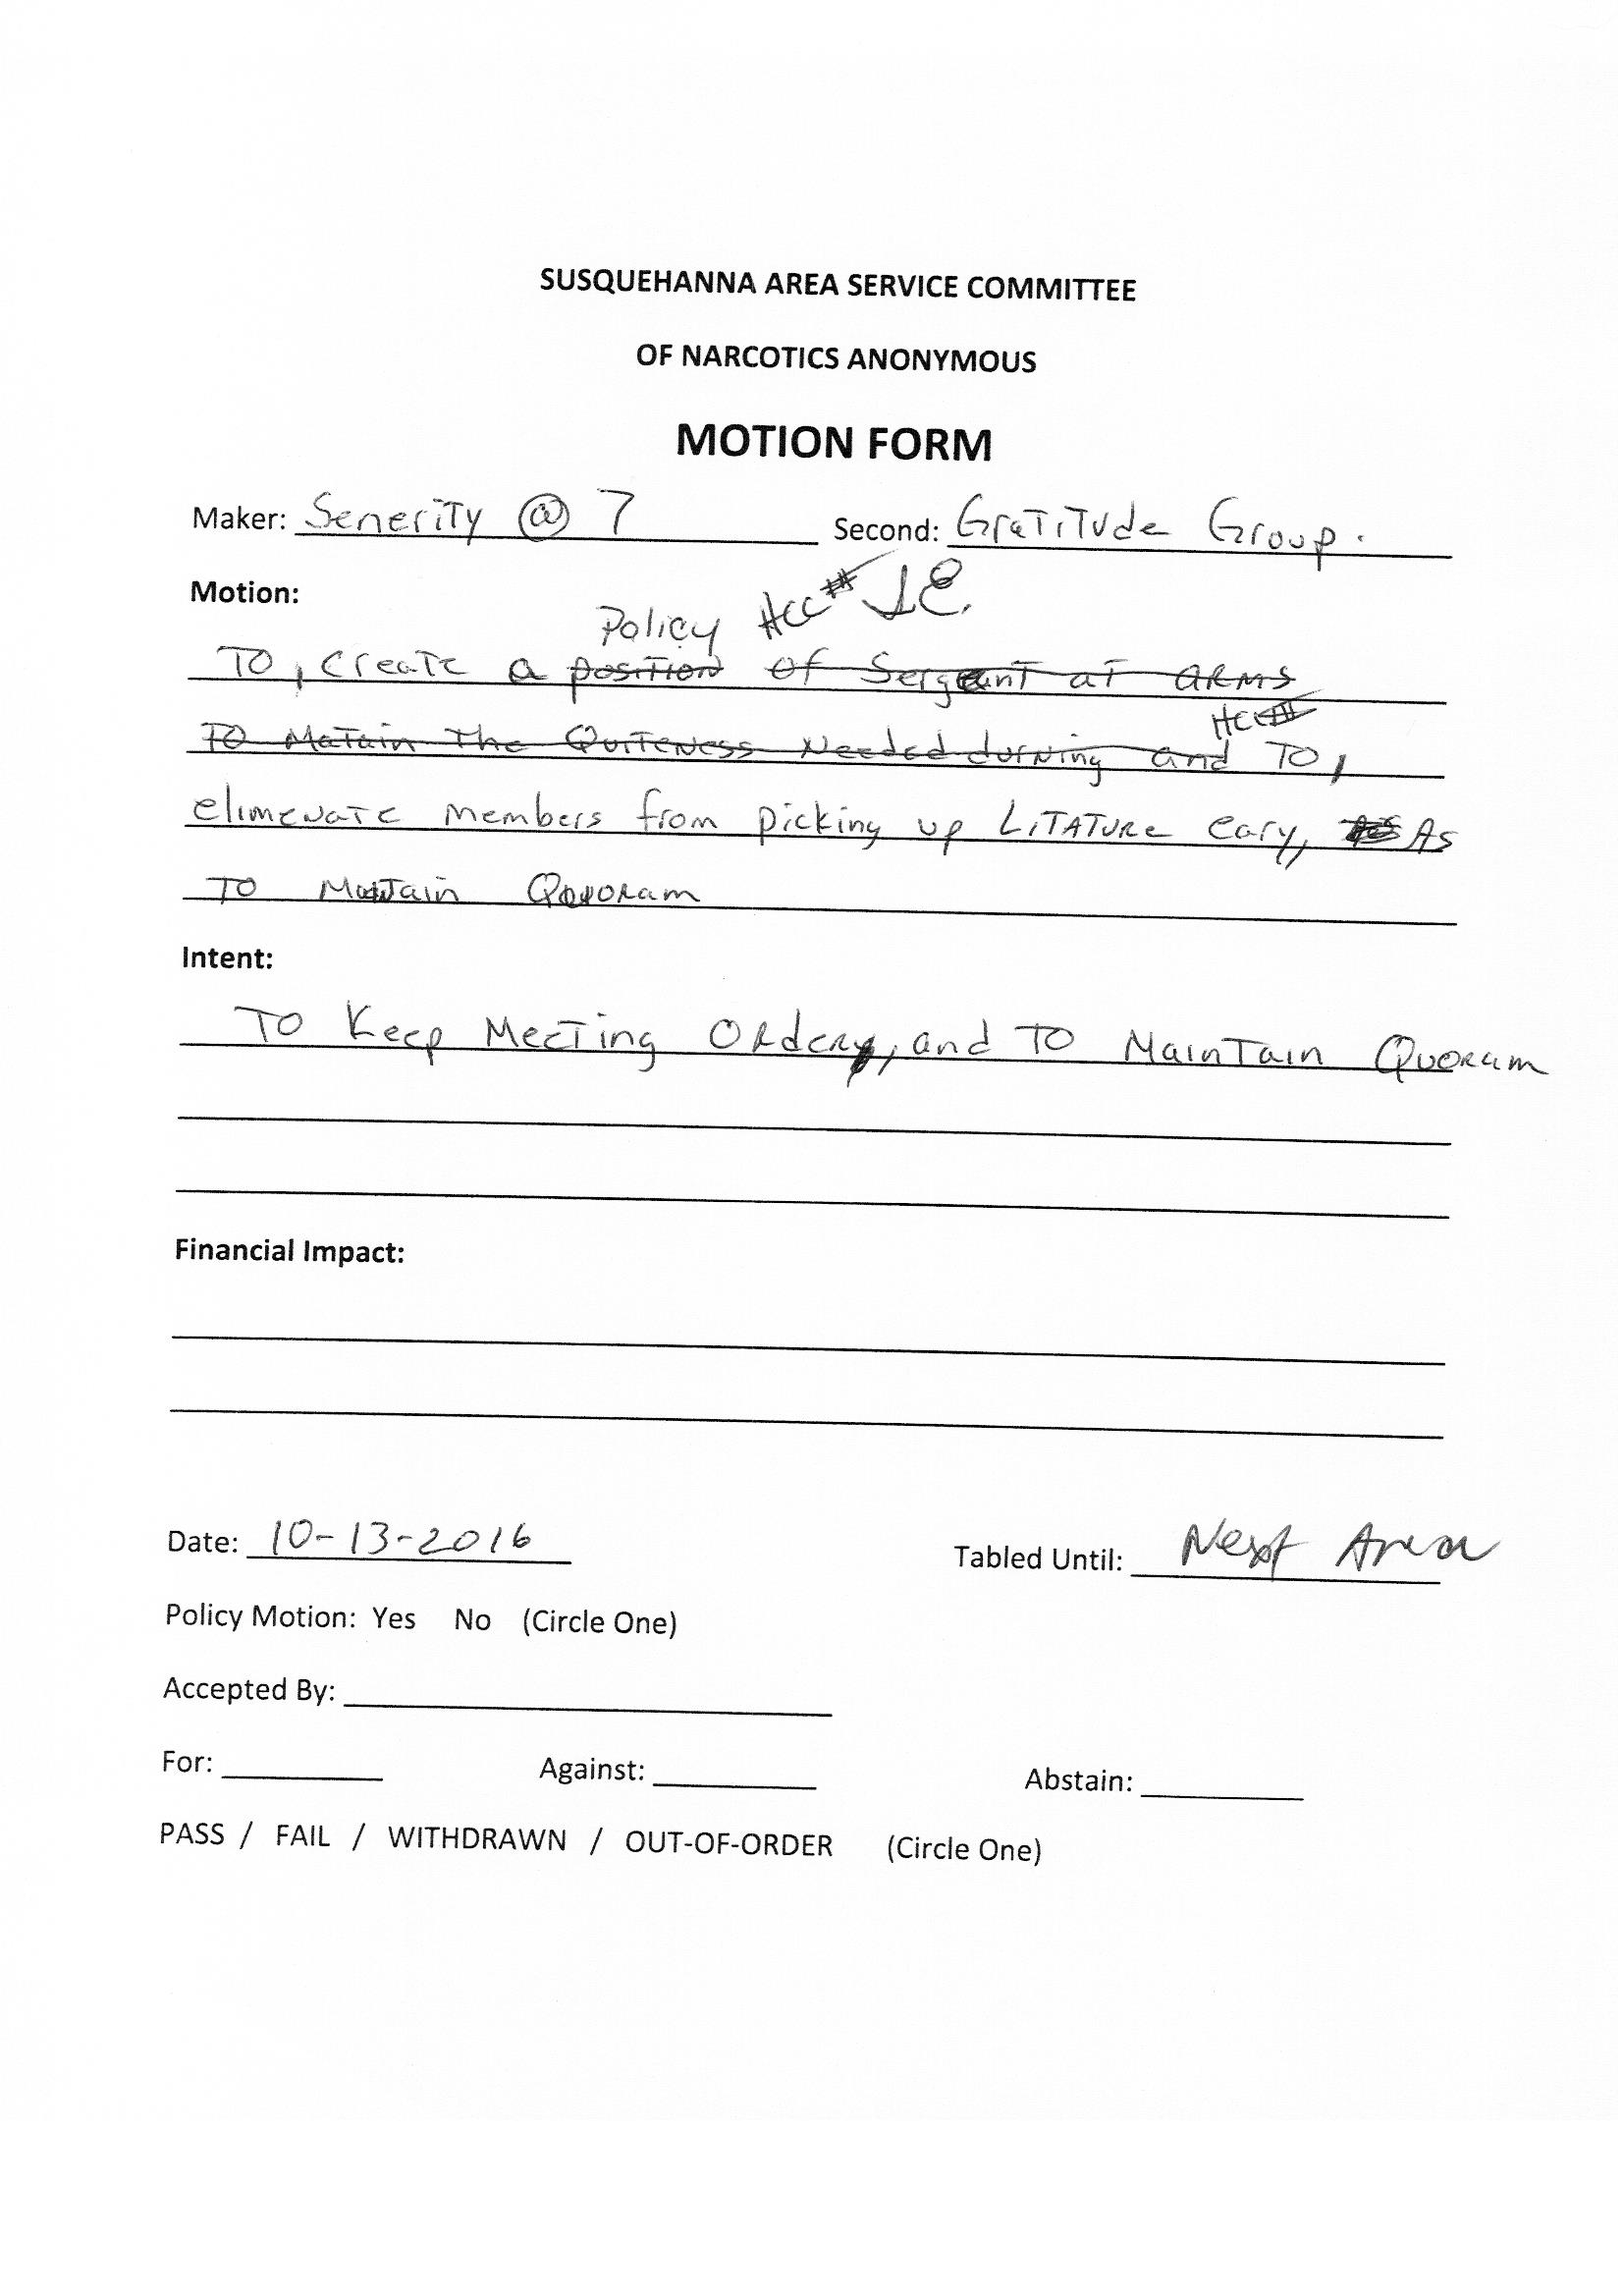 SUSQUEHANNA AREA SERVICE COMMITTEE
OF NARCOTICS ANONYMOUS
MOTION FORM
Maker: Senerity @ 7 Second: Gratitude Group.
Motion:
Policy
To, create a position of Sergeant at ARMS
To Matain The Quiteness Needed durning and To,
elimenate members from picking up LiTATURE eary, As
To Maintain Quoram
Intent:
To Keep Meeting Ordery, and To Maintain Quoram
Financial Impact:
Date: 10-13-2016 Tabled Until: Next Area
Policy Motion: Yes No (Circle One)
Accepted By:
For: Against: Abstain:
PASS / FAIL / WITHDRAWN / OUT-OF-ORDER (Circle One)